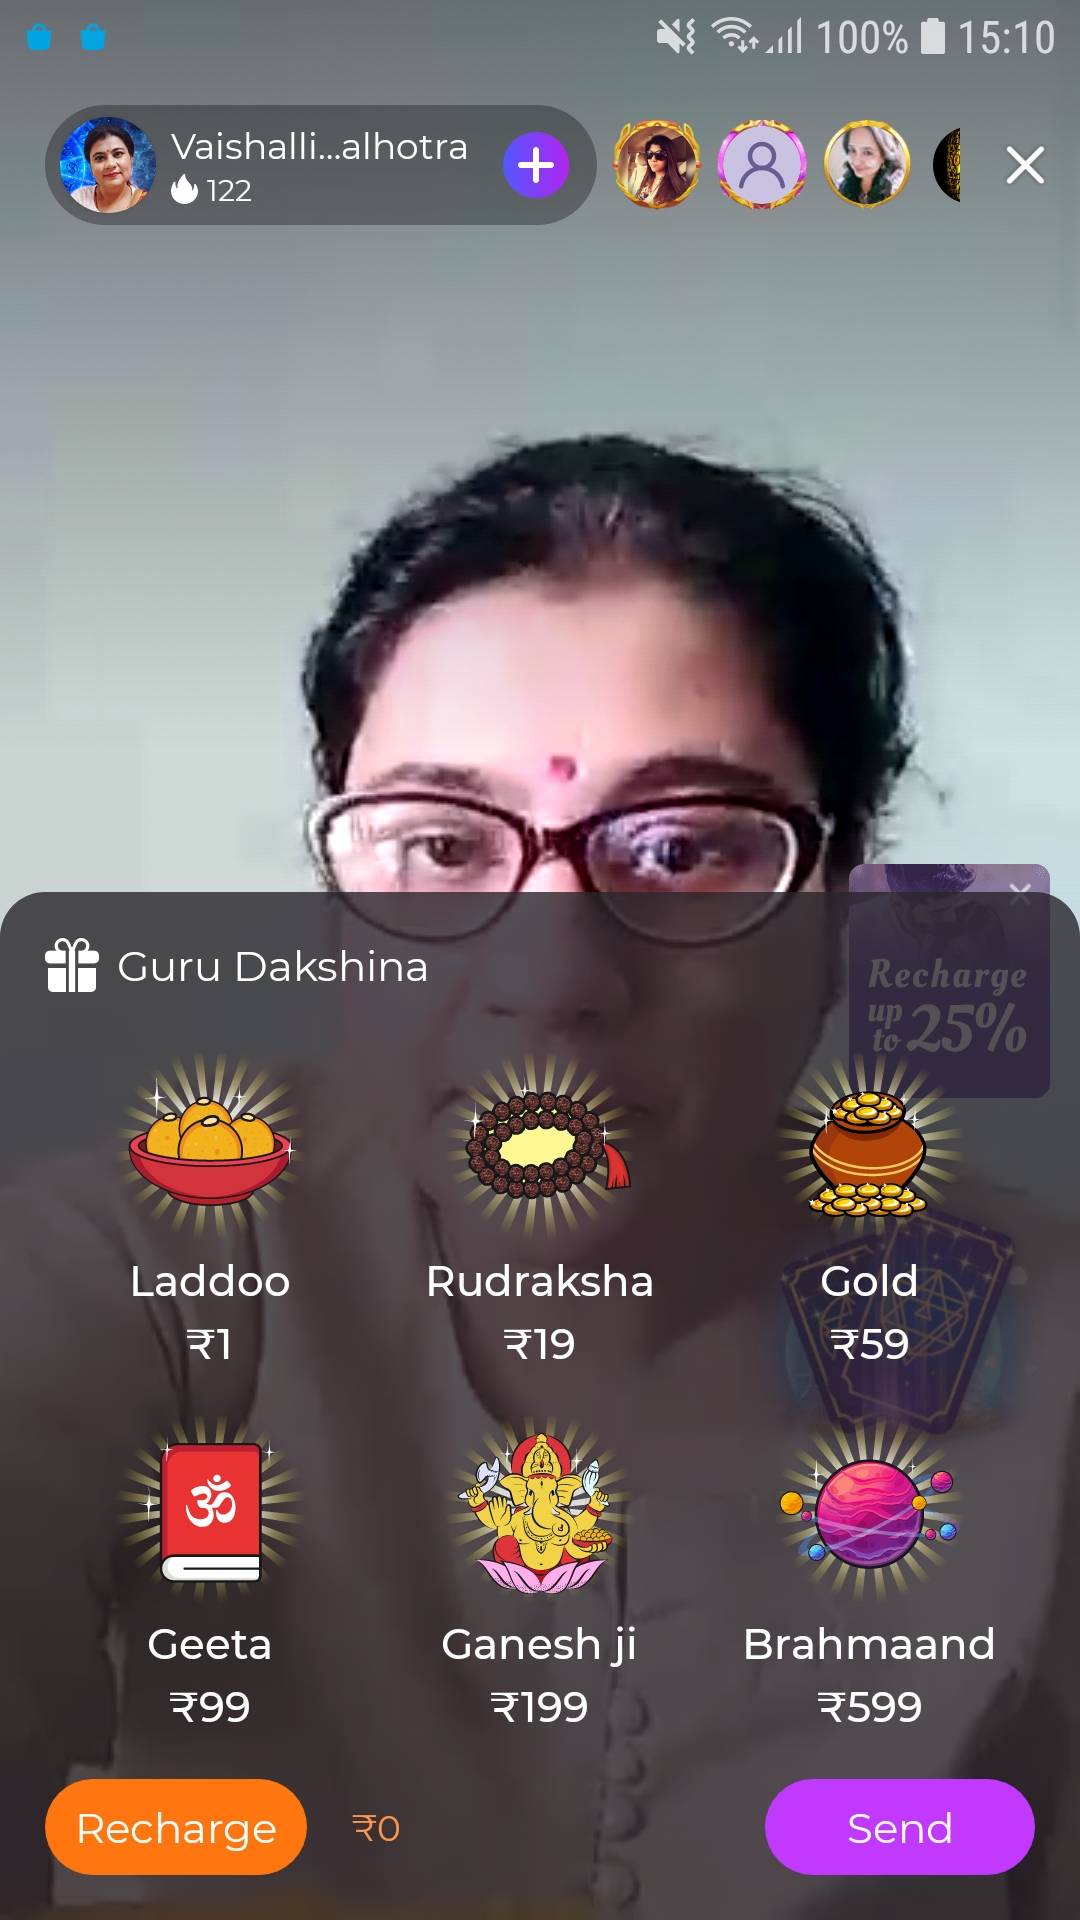 100% 15:10
Vaishalli...alhotra
122
Guru Dakshina
Recharge
up
to 25%
Laddoo
₹1
Rudraksha
₹19
Gold
₹59
ॐ
Geeta
₹99
Ganesh ji
₹199
Brahmaand
₹599
Recharge
₹0
Send